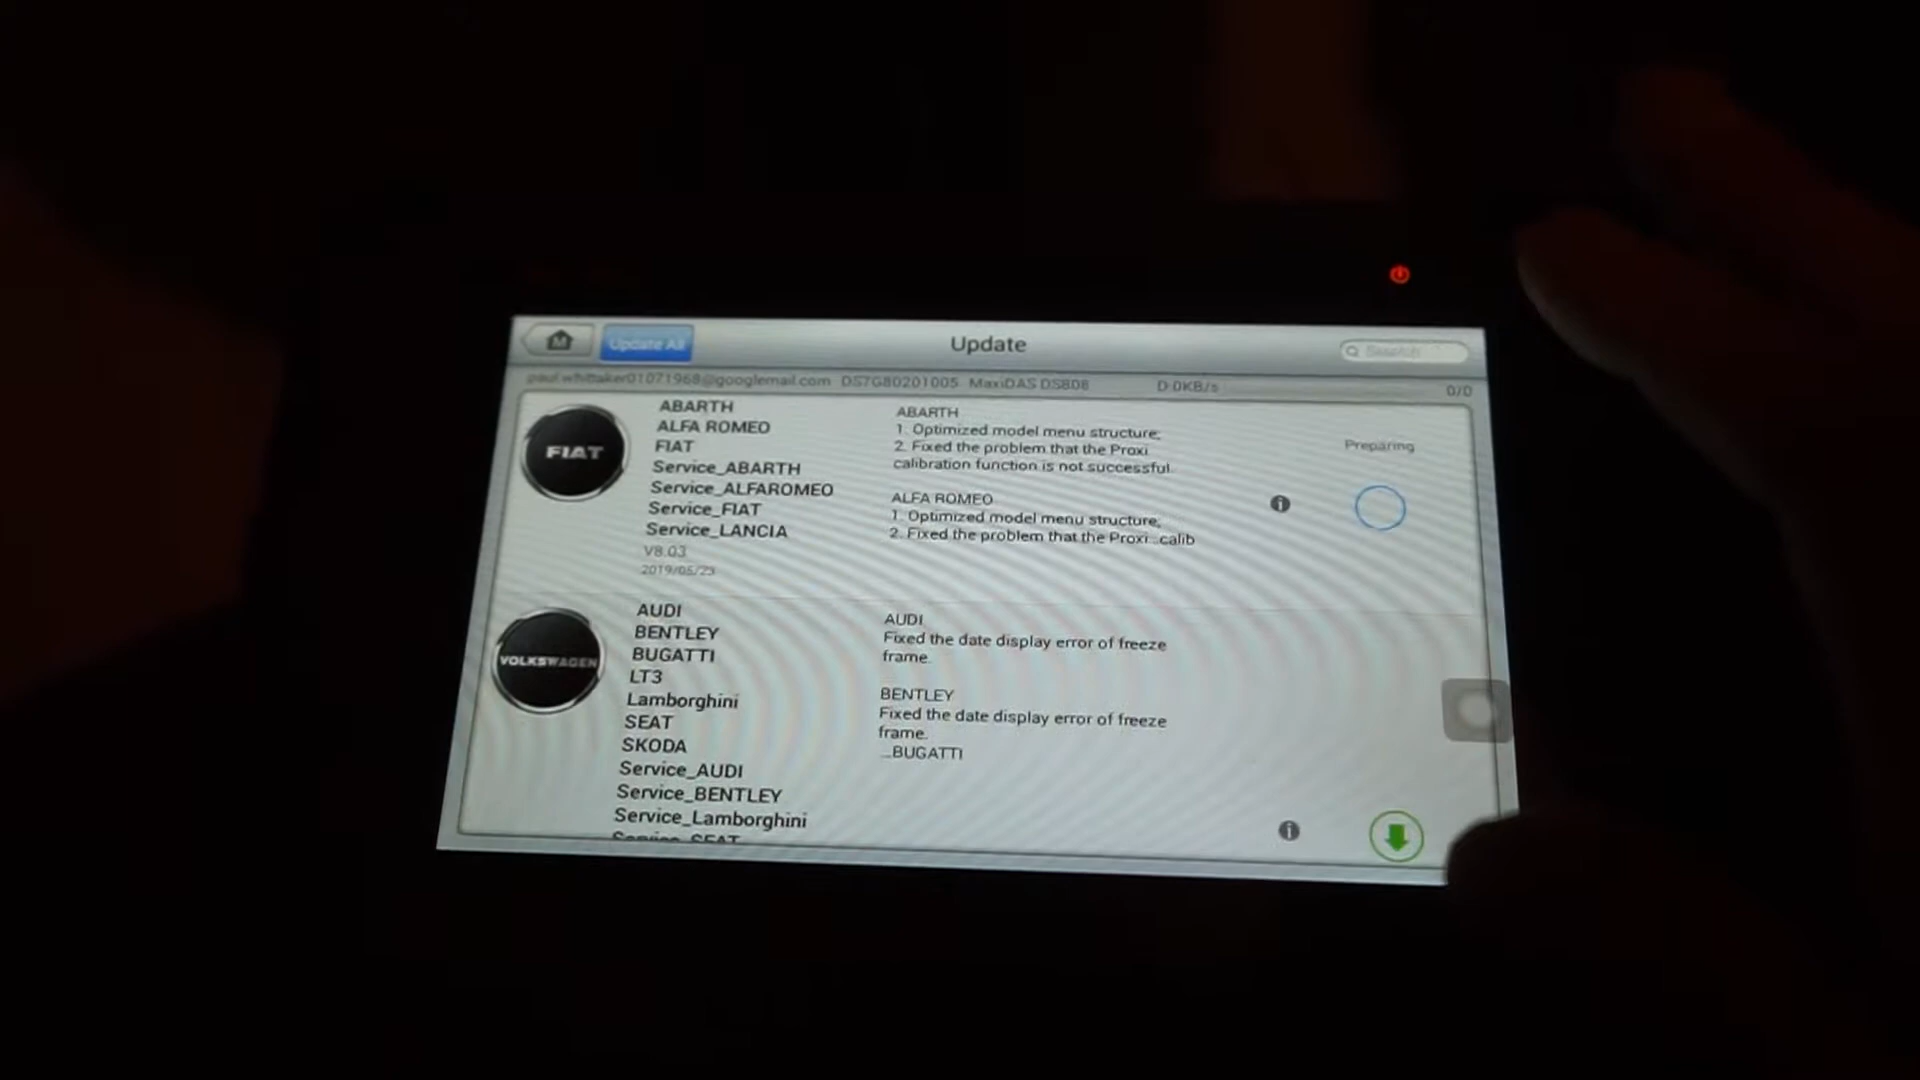 Update All
Update
Search
paul.whittaker01071968@googlemail.com DS7G80201005 MaxiDAS DS808 D:0KB/s 0/0
FIAT
ABARTH
ALFA ROMEO
FIAT
Service_ABARTH
Service_ALFAROMEO
Service_FIAT
Service_LANCIA
V8.03
2019/05/23
ABARTH
1. Optimized model menu structure;
2. Fixed the problem that the Proxi
calibration function is not successful.
ALFA ROMEO
1. Optimized model menu structure;
2. Fixed the problem that the Proxi...calib
Preparing
VOLKSWAGEN
AUDI
BENTLEY
BUGATTI
LT3
Lamborghini
SEAT
SKODA
Service_AUDI
Service_BENTLEY
Service_Lamborghini
Service_SEAT
AUDI
Fixed the date display error of freeze
frame.
BENTLEY
Fixed the date display error of freeze
frame.
...BUGATTI